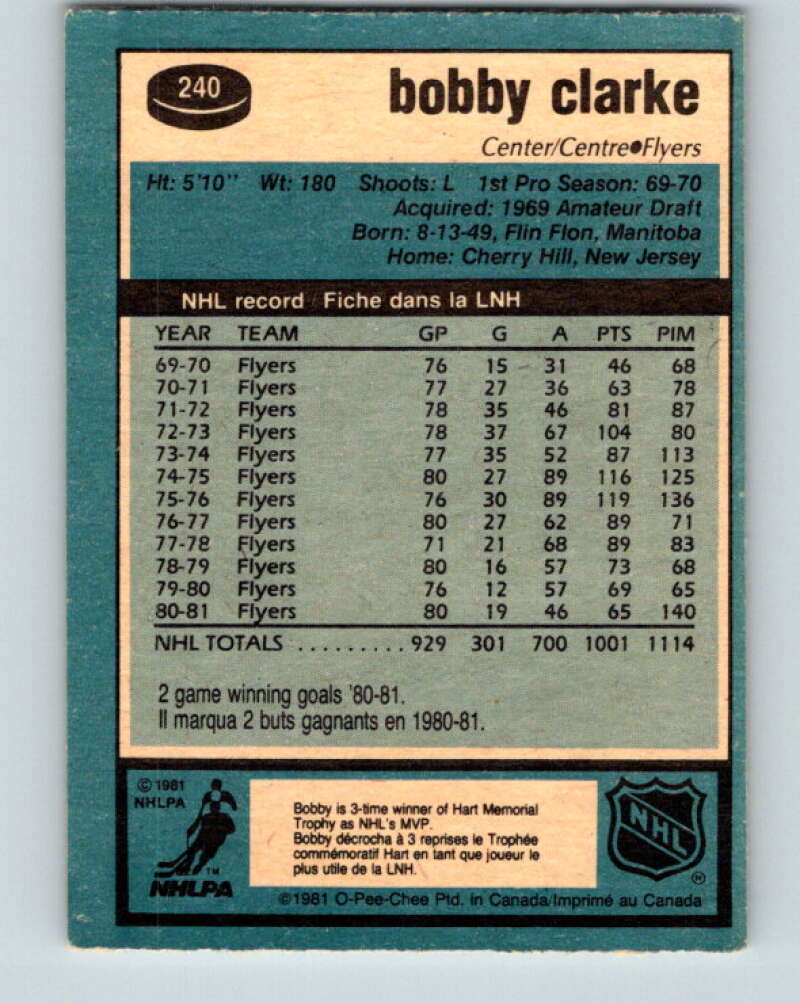 240
bobby clarke
Center/Centre●Flyers
Ht: 5'10" Wt: 180 Shoots: L 1st Pro Season: 69-70
Acquired: 1969 Amateur Draft
Born: 8-13-49, Flin Flon, Manitoba
Home: Cherry Hill, New Jersey
NHL record / Fiche dans la LNH
YEAR TEAM GP G A PTS PIM
69-70 Flyers 76 15 31 46 68
70-71 Flyers 77 27 36 63 78
71-72 Flyers 78 35 46 81 87
72-73 Flyers 78 37 67 104 80
73-74 Flyers 77 35 52 87 113
74-75 Flyers 80 27 89 116 125
75-76 Flyers 76 30 89 119 136
76-77 Flyers 80 27 62 89 71
77-78 Flyers 71 21 68 89 83
78-79 Flyers 80 16 57 73 68
79-80 Flyers 76 12 57 69 65
80-81 Flyers 80 19 46 65 140
NHL TOTALS ......... 929 301 700 1001 1114
2 game winning goals '80-81.
Il marqua 2 buts gagnants en 1980-81.
© 1981
NHLPA
TM
NHLPA
Bobby is 3-time winner of Hart Memorial
Trophy as NHL's MVP.
Bobby décrocha à 3 reprises le Trophée
commémoratif Hart en tant que joueur le
plus utile de la LNH.
NHL
®
©1981 O-Pee-Chee Ptd. in Canada/Imprimé au Canada